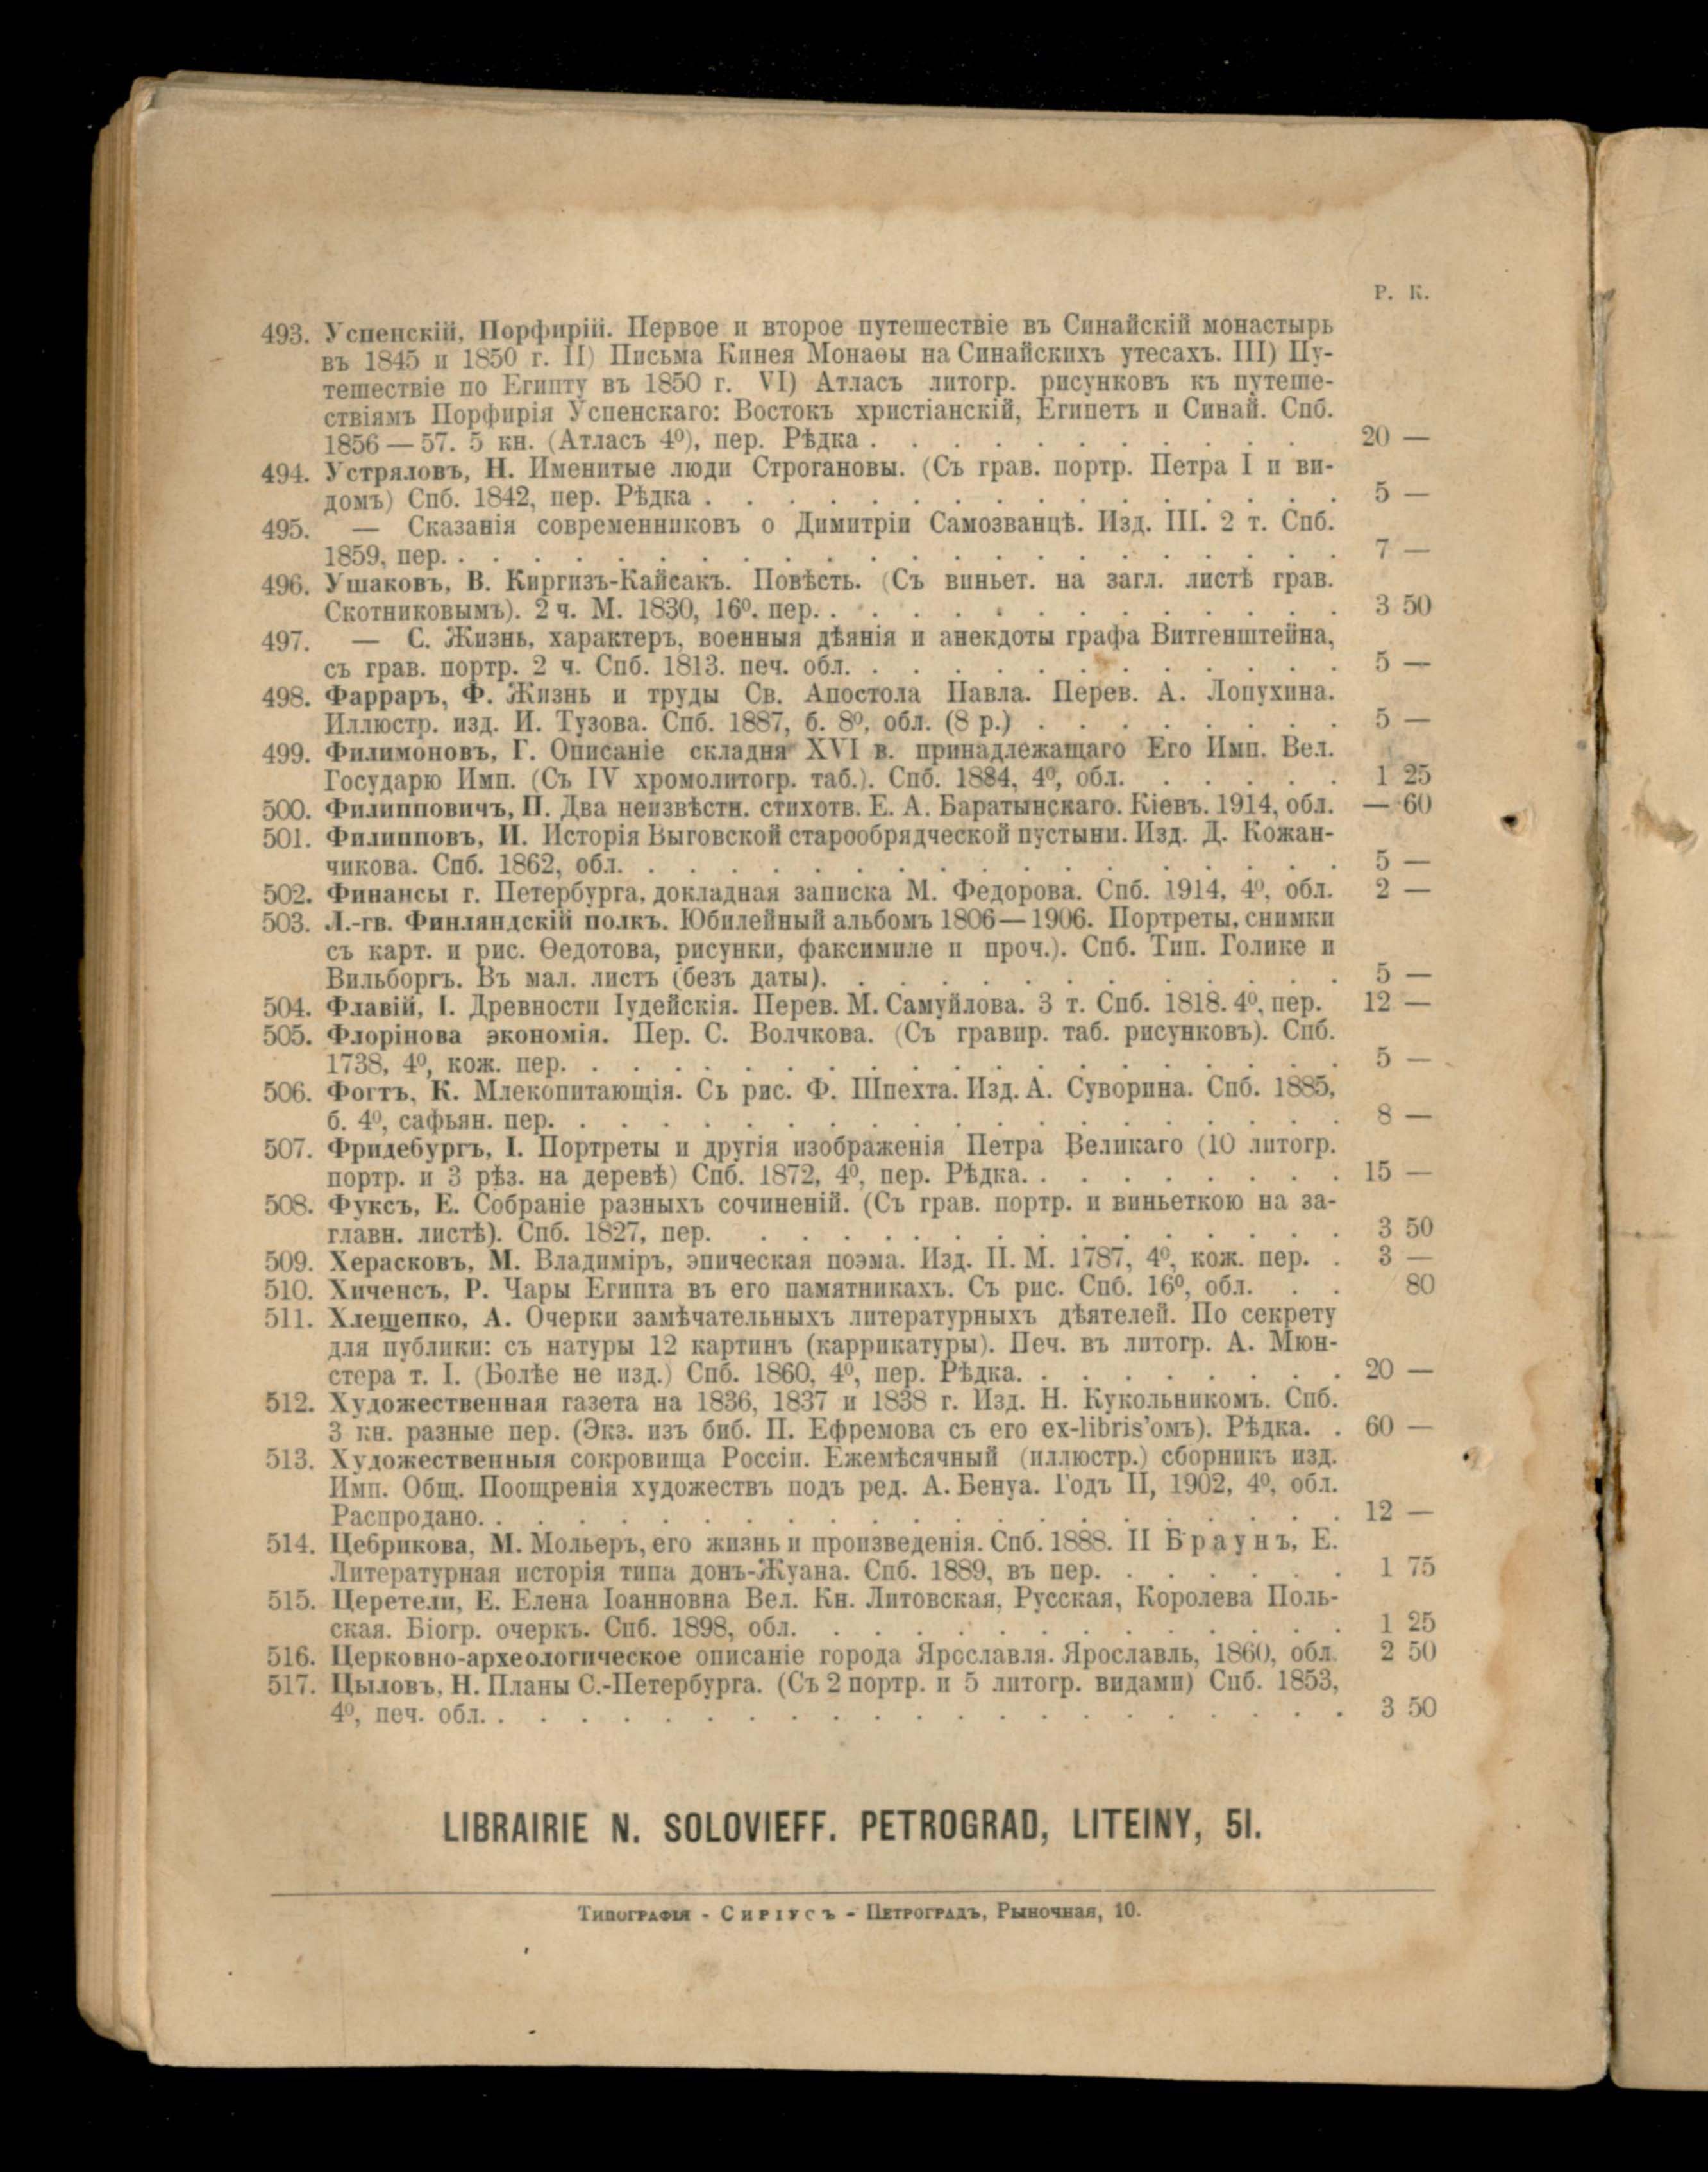 Р. К.
493. Успенскій, Порфирій. Первое и второе путешествіе въ Синайскій монастырь
въ 1845 и 1850 г. II) Письма Кинея Монаѳы на Синайскихъ утесахъ. III) Пу-
тешествіе по Египту въ 1850 г. VI) Атласъ литогр. рисунковъ къ путеше-
ствіямъ Порфирія Успенскаго: Востокъ христіанскій, Египетъ и Синай. Спб.
1856 — 57. 5 кн. (Атласъ 4⁰), пер. Рѣдка . . . . . . . . . . . . 20 —
494. Устряловъ, Н. Именитые люди Строгановы. (Съ грав. портр. Петра I и ви-
домъ) Спб. 1842, пер. Рѣдка . . . . . . . . . . . . . . . . 5 —
495. — Сказанія современниковъ о Димитріи Самозванцѣ. Изд. III. 2 т. Спб.
1859, пер. . . . . . . . . . . . . . . . . . . . . . . 7 —
496. Ушаковъ, В. Киргизъ-Кайсакъ. Повѣсть. (Съ виньет. на загл. листѣ грав.
Скотниковымъ). 2 ч. М. 1830, 16⁰. пер. . . . . . . . . . . . . . 3 50
497. — С. Жизнь, характеръ, военныя дѣянія и анекдоты графа Витгенштейна,
съ грав. портр. 2 ч. Спб. 1813. печ. обл. . . . . . . . . . . . . 5 —
498. Фарраръ, Ф. Жизнь и труды Св. Апостола Павла. Перев. А. Лопухина.
Иллюстр. изд. И. Тузова. Спб. 1887, б. 8⁰, обл. (8 р.) . . . . . . . . 5 —
499. Филимоновъ, Г. Описаніе складня XVI в. принадлежащаго Его Имп. Вел.
Государю Имп. (Съ IV хромолитогр. таб.). Спб. 1884, 4⁰, обл. . . . . . 1 25
500. Филипповичъ, П. Два неизвѣстн. стихотв. Е. А. Баратынскаго. Кіевъ. 1914, обл. — 60
501. Филипповъ, И. Исторія Выговской старообрядческой пустыни. Изд. Д. Кожан-
чикова. Спб. 1862, обл. . . . . . . . . . . . . . . . . . 5 —
502. Финансы г. Петербурга, докладная записка М. Федорова. Спб. 1914, 4⁰, обл. 2 —
503. Л.-гв. Финляндскій полкъ. Юбилейный альбомъ 1806—1906. Портреты, снимки
съ карт. и рис. Ѳедотова, рисунки, факсимиле и проч.). Спб. Тип. Голике и
Вильборгъ. Въ мал. листъ (безъ даты). . . . . . . . . . . . . 5 —
504. Флавій, I. Древности Іудейскія. Перев. М. Самуйлова. 3 т. Спб. 1818. 4⁰, пер. 12 —
505. Флорінова экономія. Пер. С. Волчкова. (Съ гравир. таб. рисунковъ). Спб.
1738, 4⁰, кож. пер. . . . . . . . . . . . . . . . . . . . 5 —
506. Фогтъ, К. Млекопитающія. Съ рис. Ф. Шпехта. Изд. А. Суворина. Спб. 1885,
б. 4⁰, сафьян. пер. . . . . . . . . . . . . . . . . . . . 8 —
507. Фридебургъ, I. Портреты и другія изображенія Петра Великаго (10 литогр.
портр. и 3 рѣз. на деревѣ) Спб. 1872, 4⁰, пер. Рѣдка. . . . . . . . . 15 —
508. Фуксъ, Е. Собраніе разныхъ сочиненій. (Съ грав. портр. и виньеткою на за-
главн. листѣ). Спб. 1827, пер. . . . . . . . . . . . . . . . 3 50
509. Херасковъ, М. Владиміръ, эпическая поэма. Изд. II. М. 1787, 4⁰, кож. пер. . 3 —
510. Хиченсъ, Р. Чары Египта въ его памятникахъ. Съ рис. Спб. 16⁰, обл. . . 80
511. Хлещепко, А. Очерки замѣчательныхъ литературныхъ дѣятелей. По секрету
для публики: съ натуры 12 картинъ (каррикатуры). Печ. въ литогр. А. Мюн-
стера т. I. (Болѣе не изд.) Спб. 1860, 4⁰, пер. Рѣдка. . . . . . . . . 20 —
512. Художественная газета на 1836, 1837 и 1838 г. Изд. Н. Кукольникомъ. Спб.
3 кн. разные пер. (Экз. изъ биб. П. Ефремова съ его ex-libris’омъ). Рѣдка. . 60 —
513. Художественныя сокровища Россіи. Ежемѣсячный (иллюстр.) сборникъ изд.
Имп. Общ. Поощренія художествъ подъ ред. А. Бенуа. Годъ II, 1902, 4⁰, обл.
Распродано. . . . . . . . . . . . . . . . . . . . . . 12 —
514. Цебрикова, М. Мольеръ, его жизнь и произведенія. Спб. 1888. II Браунъ, Е.
Литературная исторія типа донъ-Жуана. Спб. 1889, въ пер. . . . . . . 1 75
515. Церетели, Е. Елена Іоанновна Вел. Кн. Литовская, Русская, Королева Поль-
ская. Біогр. очеркъ. Спб. 1898, обл. . . . . . . . . . . . . . 1 25
516. Церковно-археологическое описаніе города Ярославля. Ярославль, 1860, обл. 2 50
517. Цыловъ, Н. Планы С.-Петербурга. (Съ 2 портр. и 5 литогр. видами) Спб. 1853,
4⁰, печ. обл. . . . . . . . . . . . . . . . . . . . . . 3 50
LIBRAIRIE N. SOLOVIEFF. PETROGRAD, LITEINY, 51.
Типографія - Сиріусъ - Петроградъ, Рыночная, 10.